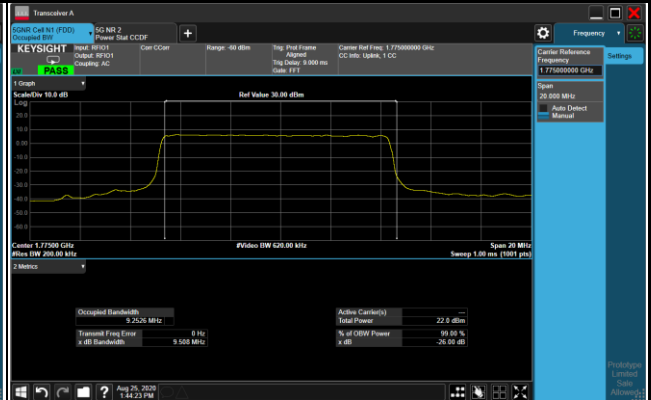 Transceiver A
5GNR Cell N1 (FDD)
Occupied BW
5G NR 2
Power Stat CCDF
+
Frequency
KEYSIGHT
Input: RFIO1
Output: RFIO1
Coupling: AC
Corr CCorr
Range: -60 dBm
Trig: Prot Frame
Aligned
Trig Delay: 9.000 ms
Gate: FFT
Carrier Ref Freq: 1.775000000 GHz
CC Info: Uplink, 1 CC
PASS
Carrier Reference
Frequency
1.775000000 GHz
Settings
Span
20.000 MHz
Auto Detect
Manual
1 Graph
Scale/Div 10.0 dB
Ref Value 30.00 dBm
Log
20.0
10.0
0.00
-10.0
-20.0
-30.0
-40.0
-50.0
-60.0
Center 1.77500 GHz
#Video BW 620.00 kHz
Span 20 MHz
#Res BW 200.00 kHz
Sweep 1.00 ms (1001 pts)
2 Metrics
Occupied Bandwidth
9.2526 MHz
Active Carrier(s) ---
Total Power 22.0 dBm
Transmit Freq Error 0 Hz
x dB Bandwidth 9.508 MHz
% of OBW Power 99.00 %
x dB -26.00 dB
Prototype
Limited
Sale
Allowed
?
Aug 25, 2020
1:44:23 PM